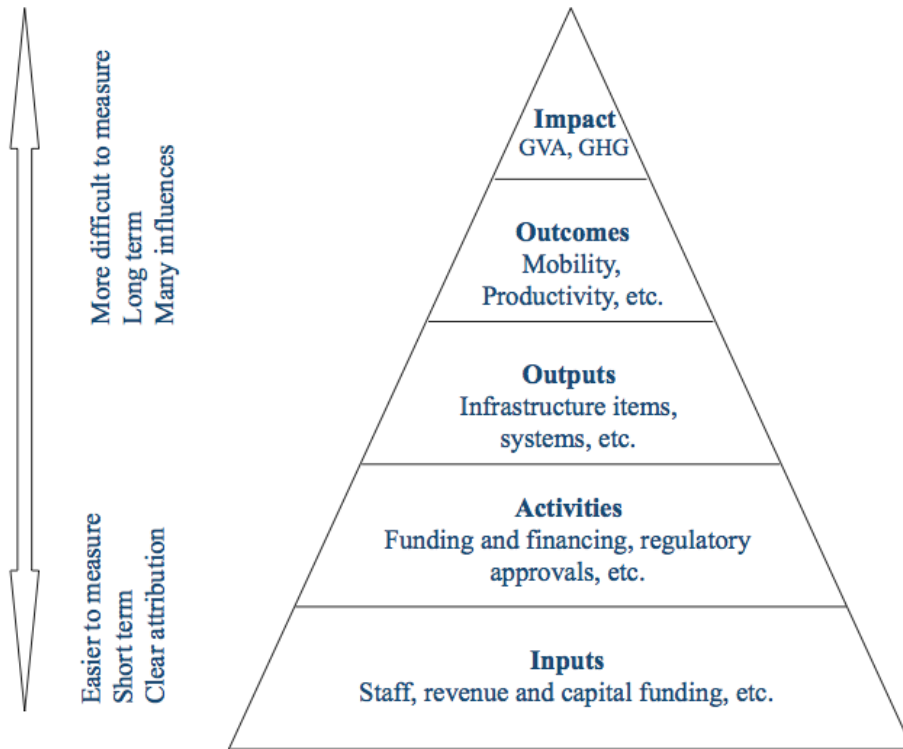 More difficult to measure
Long term
Many influences
Easier to measure
Short term
Clear attribution
Impact
GVA, GHG
Outcomes
Mobility,
Productivity, etc.
Outputs
Infrastructure items,
systems, etc.
Activities
Funding and financing, regulatory
approvals, etc.
Inputs
Staff, revenue and capital funding, etc.